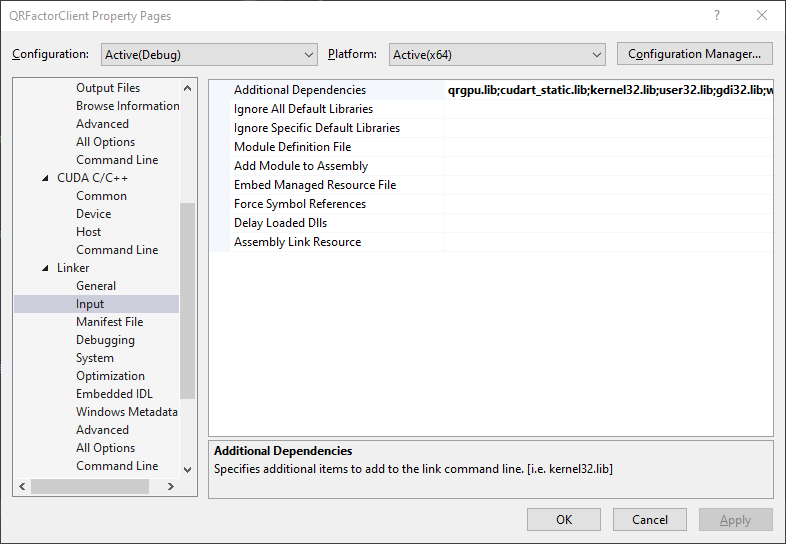 QRFactorClient Property Pages
? 
Configuration: Active(Debug) Platform: Active(x64) Configuration Manager...
Output Files
Browse Information
Advanced
All Options
Command Line
CUDA C/C++
Common
Device
Host
Command Line
Linker
General
Input
Manifest File
Debugging
System
Optimization
Embedded IDL
Windows Metadata
Advanced
All Options
Command Line
Additional Dependencies qrgpu.lib;cudart_static.lib;kernel32.lib;user32.lib;gdi32.lib;w
Ignore All Default Libraries
Ignore Specific Default Libraries
Module Definition File
Add Module to Assembly
Embed Managed Resource File
Force Symbol References
Delay Loaded Dlls
Assembly Link Resource
Additional Dependencies
Specifies additional items to add to the link command line. [i.e. kernel32.lib]
OK Cancel Apply